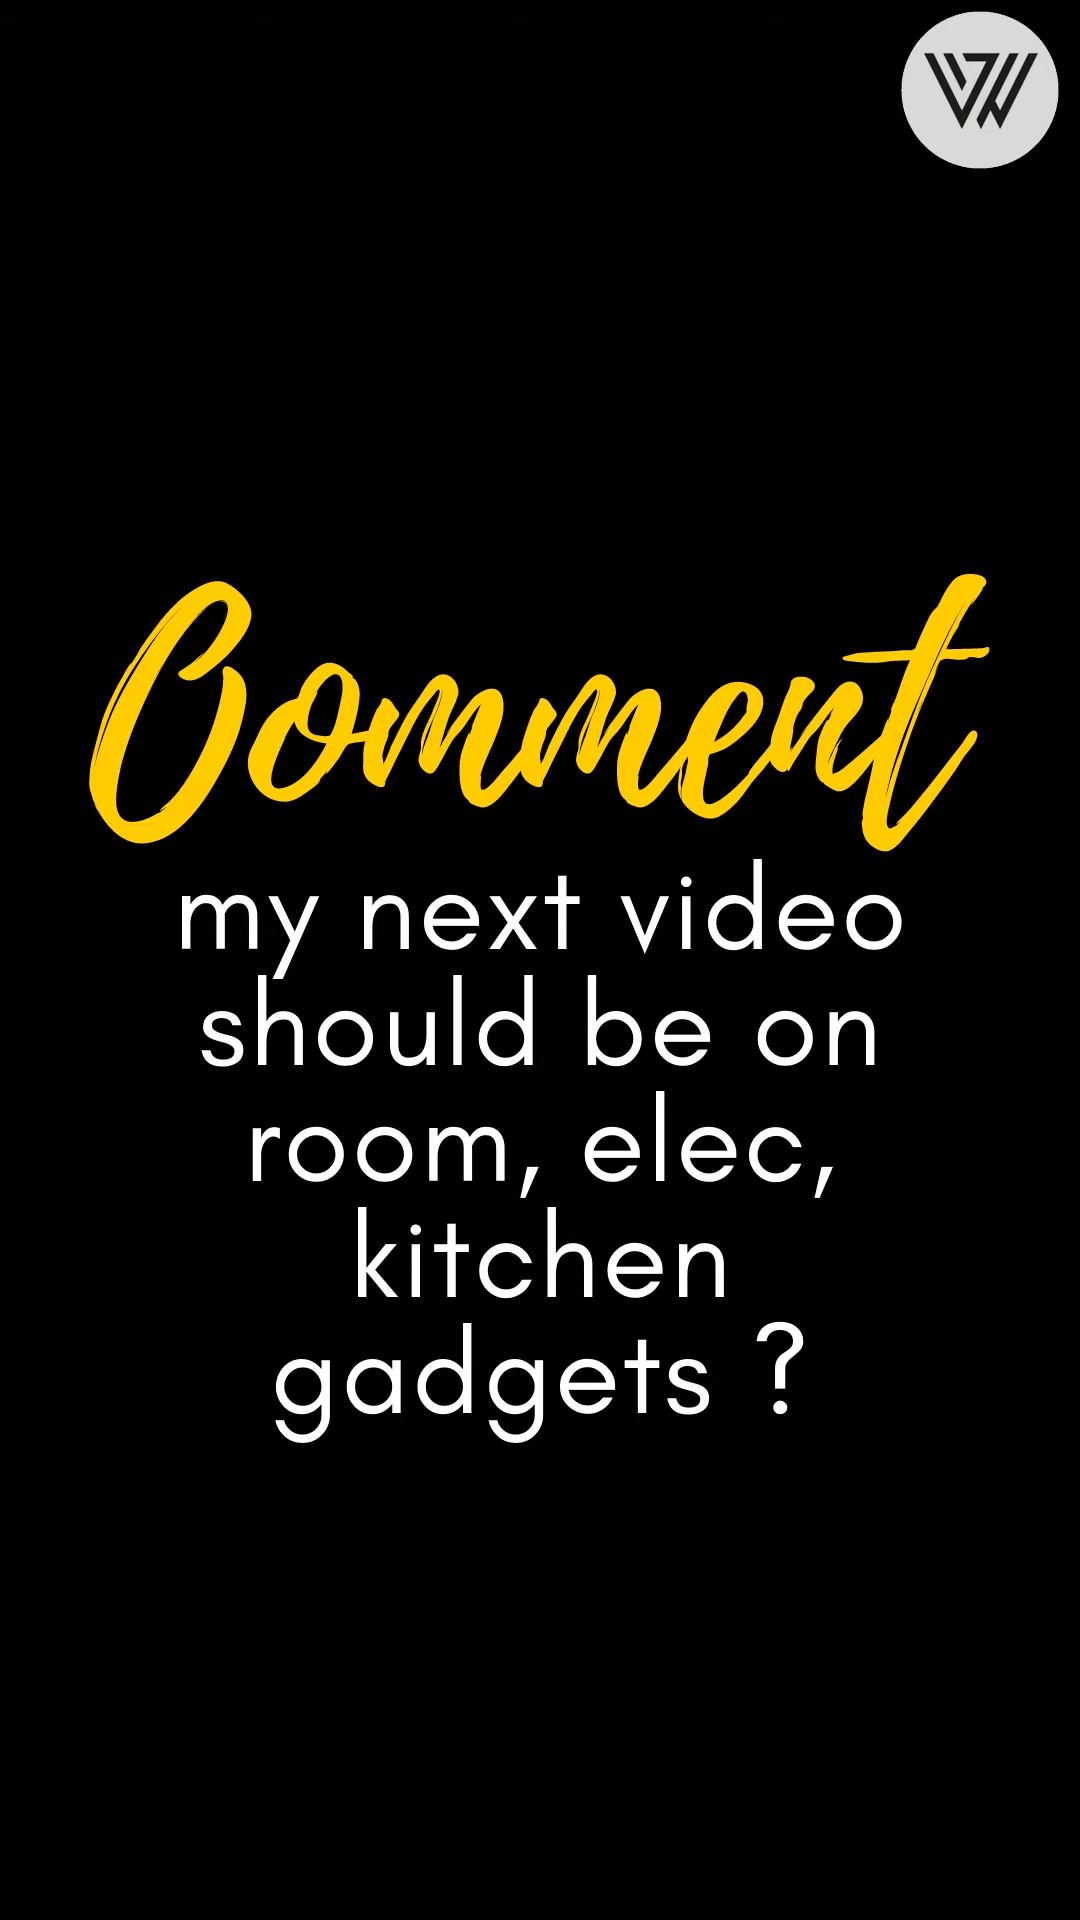 Comment
my next video
should be on
room, elec,
kitchen
gadgets ?